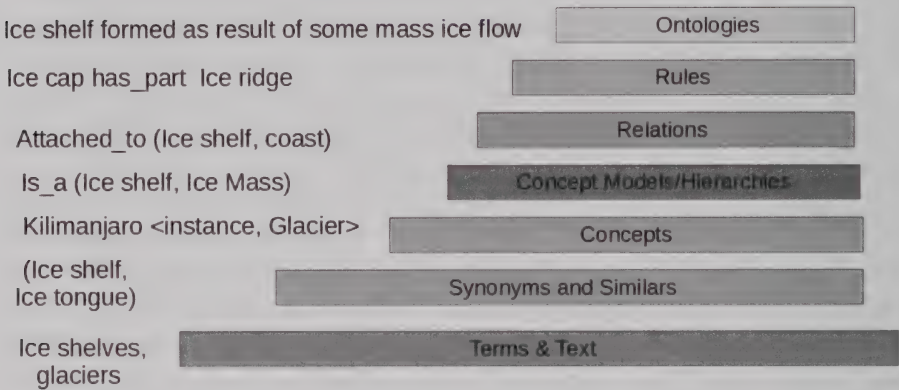 Ice shelf formed as result of some mass ice flow Ontologies
Ice cap has_part Ice ridge Rules
Attached_to (Ice shelf, coast) Relations
Is_a (Ice shelf, Ice Mass) Concept Models/Hierarchies
Kilimanjaro <instance, Glacier> Concepts
(Ice shelf,
Ice tongue) Synonyms and Similars
Ice shelves, Terms & Text
glaciers